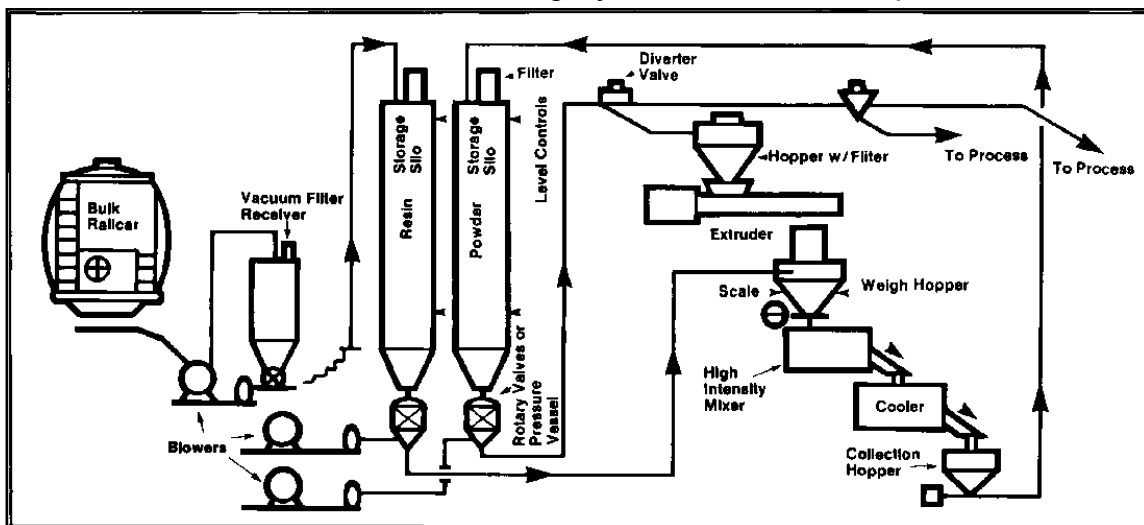 Diverter
Valve
Filter
Level Controls
Storage
Silo
Resin
Storage
Silo
Powder
Bulk
Railcar
Vacuum Filter
Receiver
Hopper w/Fliter
To Process
To Process
Extruder
Scale
Weigh Hopper
Rotary Valves or
Pressure
Vessel
High
Intensity
Mixer
Cooler
Blowers
Collection
Hopper